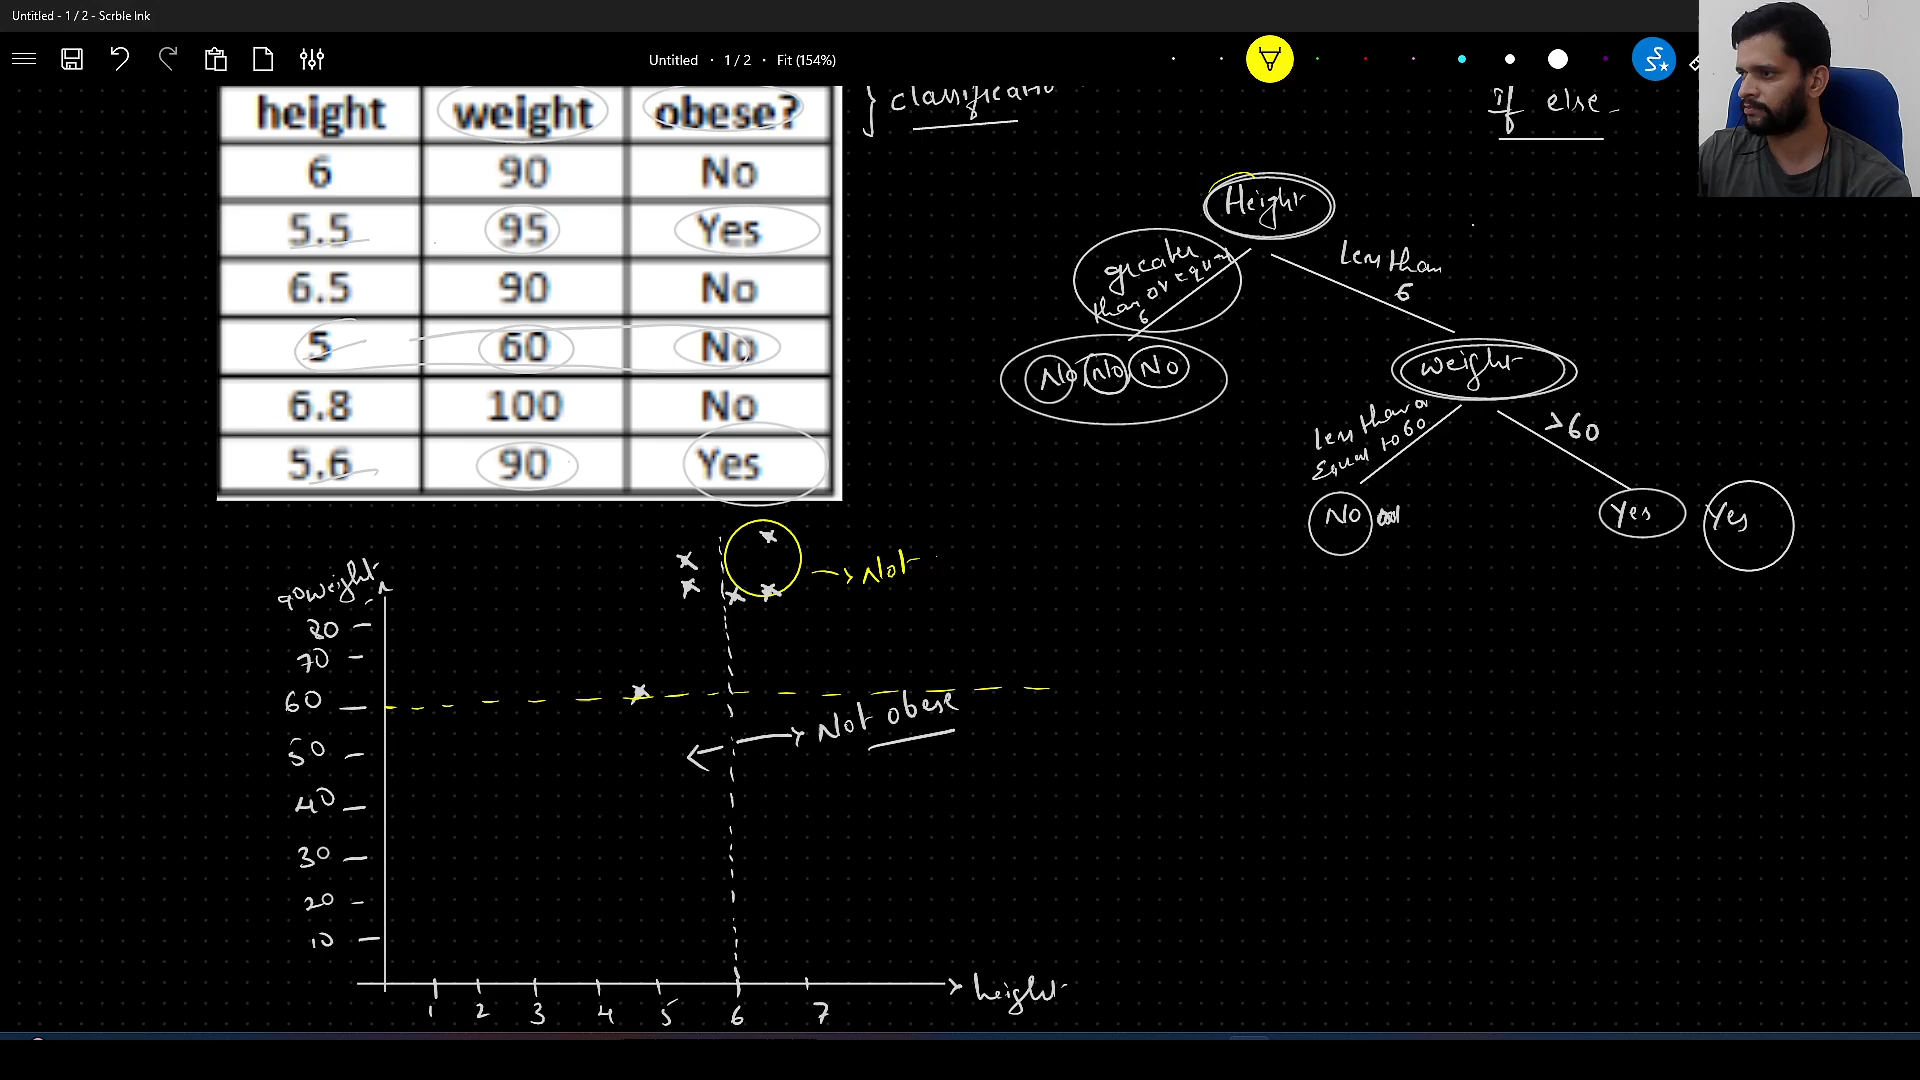 Untitled - 1 / 2 - Scrble Ink
Untitled · 1 / 2 · Fit (154%)
height weight obese?
6 90 No
5.5 95 Yes
6.5 90 No
5 60 No
6.8 100 No
5.6 90 Yes
} classification
If else
Height
greater
than or equal
6
Less than
6
No No No
weight
Less than or
Equal to 60
>60
No
Yes Yes
→ Not
weight
90
80
70
60
50
40
30
20
10
Not obese
height
1 2 3 4 5 6 7